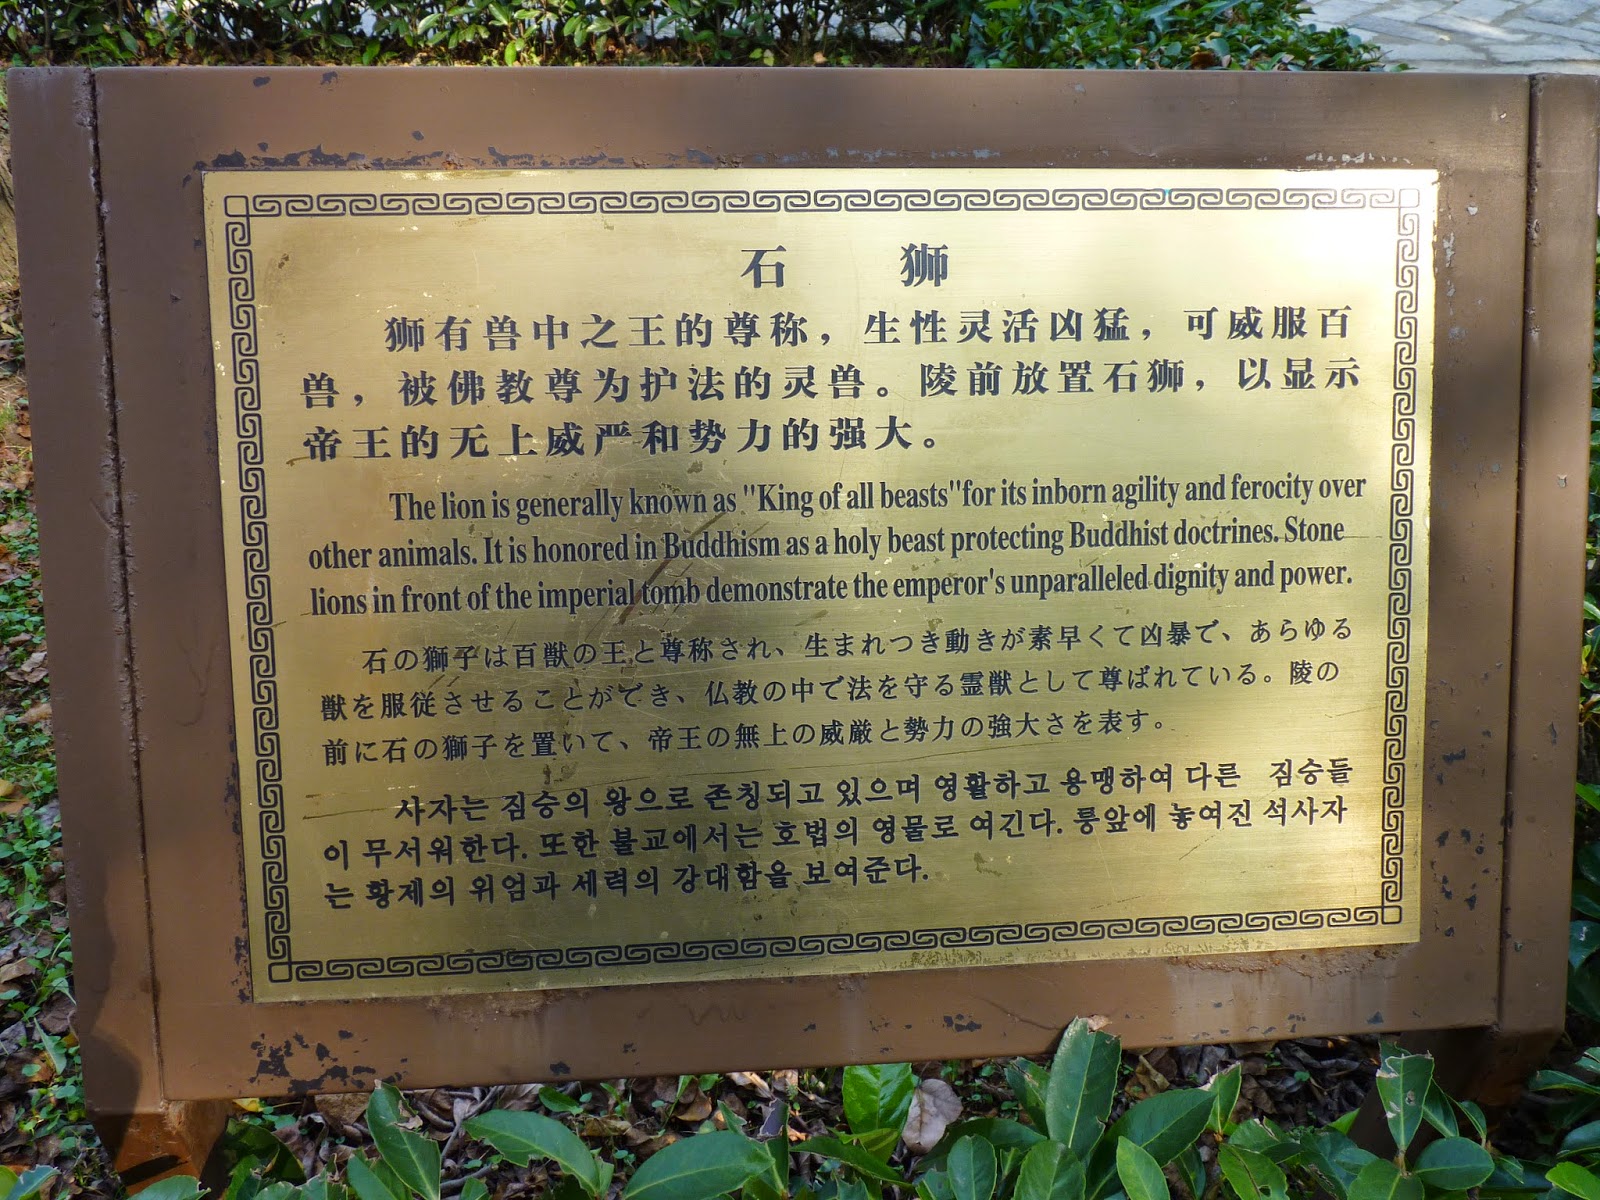 石 狮
狮有兽中之王的尊称，生性灵活凶猛，可威服百
兽，被佛教尊为护法的灵兽。陵前放置石狮，以显示
帝王的无上威严和势力的强大。
The lion is generally known as "King of all beasts"for its inborn agility and ferocity over
other animals. It is honored in Buddhism as a holy beast protecting Buddhist doctrines. Stone
lions in front of the imperial tomb demonstrate the emperor's unparalleled dignity and power.
石の獅子は百獣の王と尊称され、生まれつき動きが素早くて凶暴で、あらゆる
獣を服従させることができ、仏教の中で法を守る霊獣として尊ばれている。陵の
前に石の獅子を置いて、帝王の無上の威厳と勢力の強大さを表す。
사자는 짐승의 왕으로 존칭되고 있으며 영활하고 용맹하여 다른 짐승들
이 무서워한다. 또한 불교에서는 호법의 영물로 여긴다. 릉앞에 놓여진 석사자
는 황제의 위엄과 세력의 강대함을 보여준다.